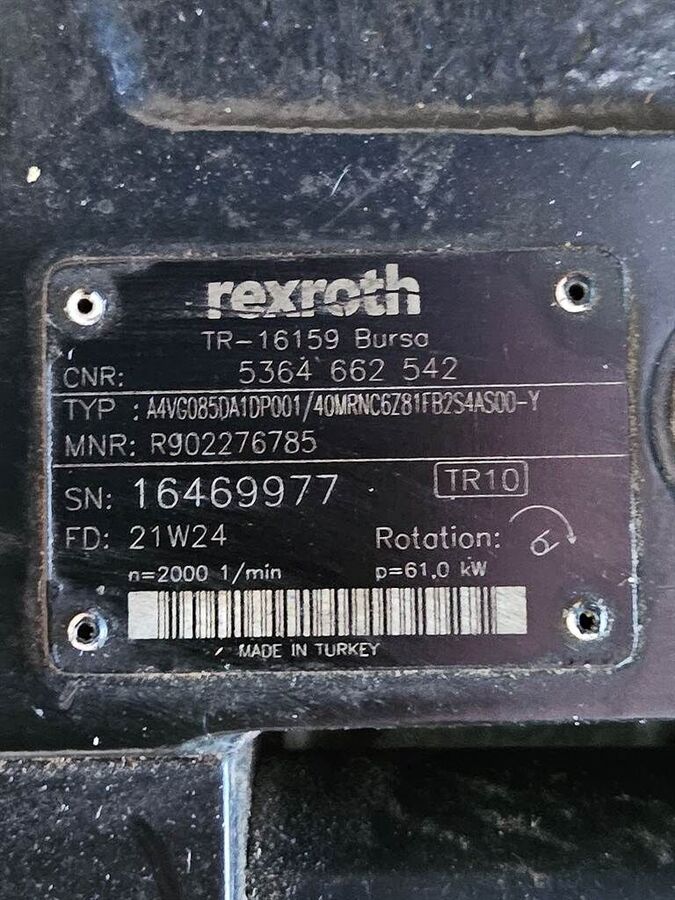 rexroth
TR-16159 Bursa
CNR: 5364 662 542
TYP : A4VG085DA1DP001/40MRNC6Z81FB2S4AS00-Y
MNR: R902276785
SN: 16469977 TR10
FD: 21W24 Rotation:
n=2000 1/min p=61,0 kW
MADE IN TURKEY